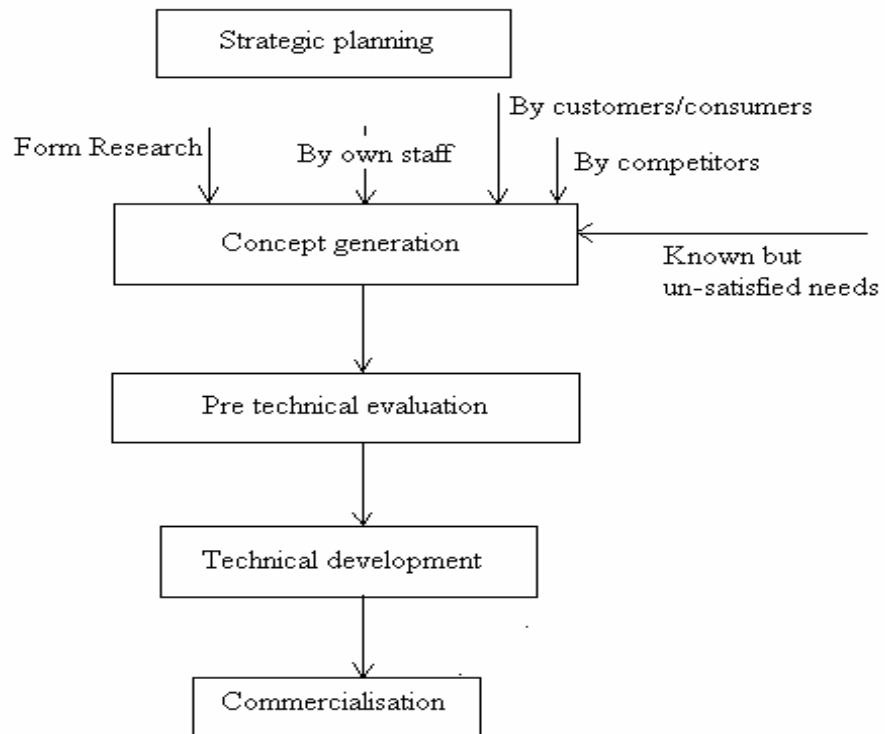 Strategic planning
By customers/consumers
Form Research
By own staff
By competitors
Concept generation
Known but
un-satisfied needs
Pre technical evaluation
Technical development
Commercialisation